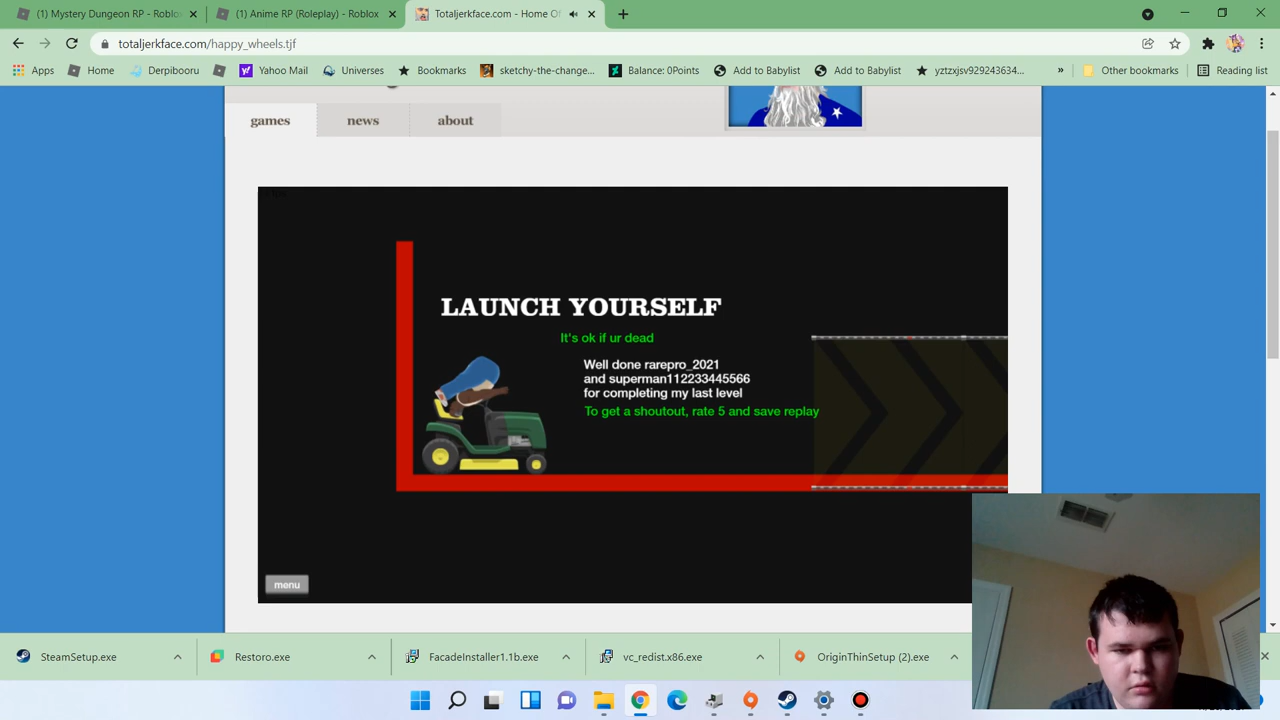 (1) Mystery Dungeon RP - Roblo
(1) Anime RP (Roleplay) - Roblox
Totaljerkface.com - Home Of
totaljerkface.com/happy_wheels.tjf
Apps
Home
Derpibooru
Yahoo Mail
Universes
Bookmarks
sketchy-the-change...
Balance: 0Points
Add to Babylist
Add to Babylist
yztzxjsv929243634...
»
Other bookmarks
Reading list
games
news
about
LAUNCH YOURSELF
It's ok if ur dead
Well done rarepro_2021
and superman112233445566
for completing my last level
To get a shoutout, rate 5 and save replay
menu
SteamSetup.exe
Restoro.exe
cadeInstaller1.1b.exe
vc_redist.x86.exe
OriginThinSetup (2).exe